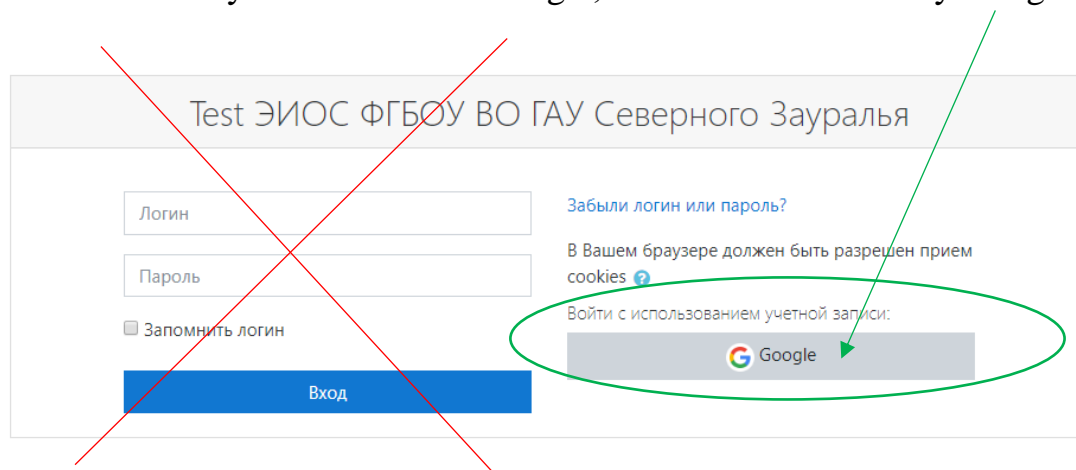 Test ЭИОС ФГБОУ ВО ГАУ Северного Зауралья
Логин
Пароль
Запомнить логин
Вход
Забыли логин или пароль?
В Вашем браузере должен быть разрешен прием
cookies ?
Войти с использованием учетной записи:
Google